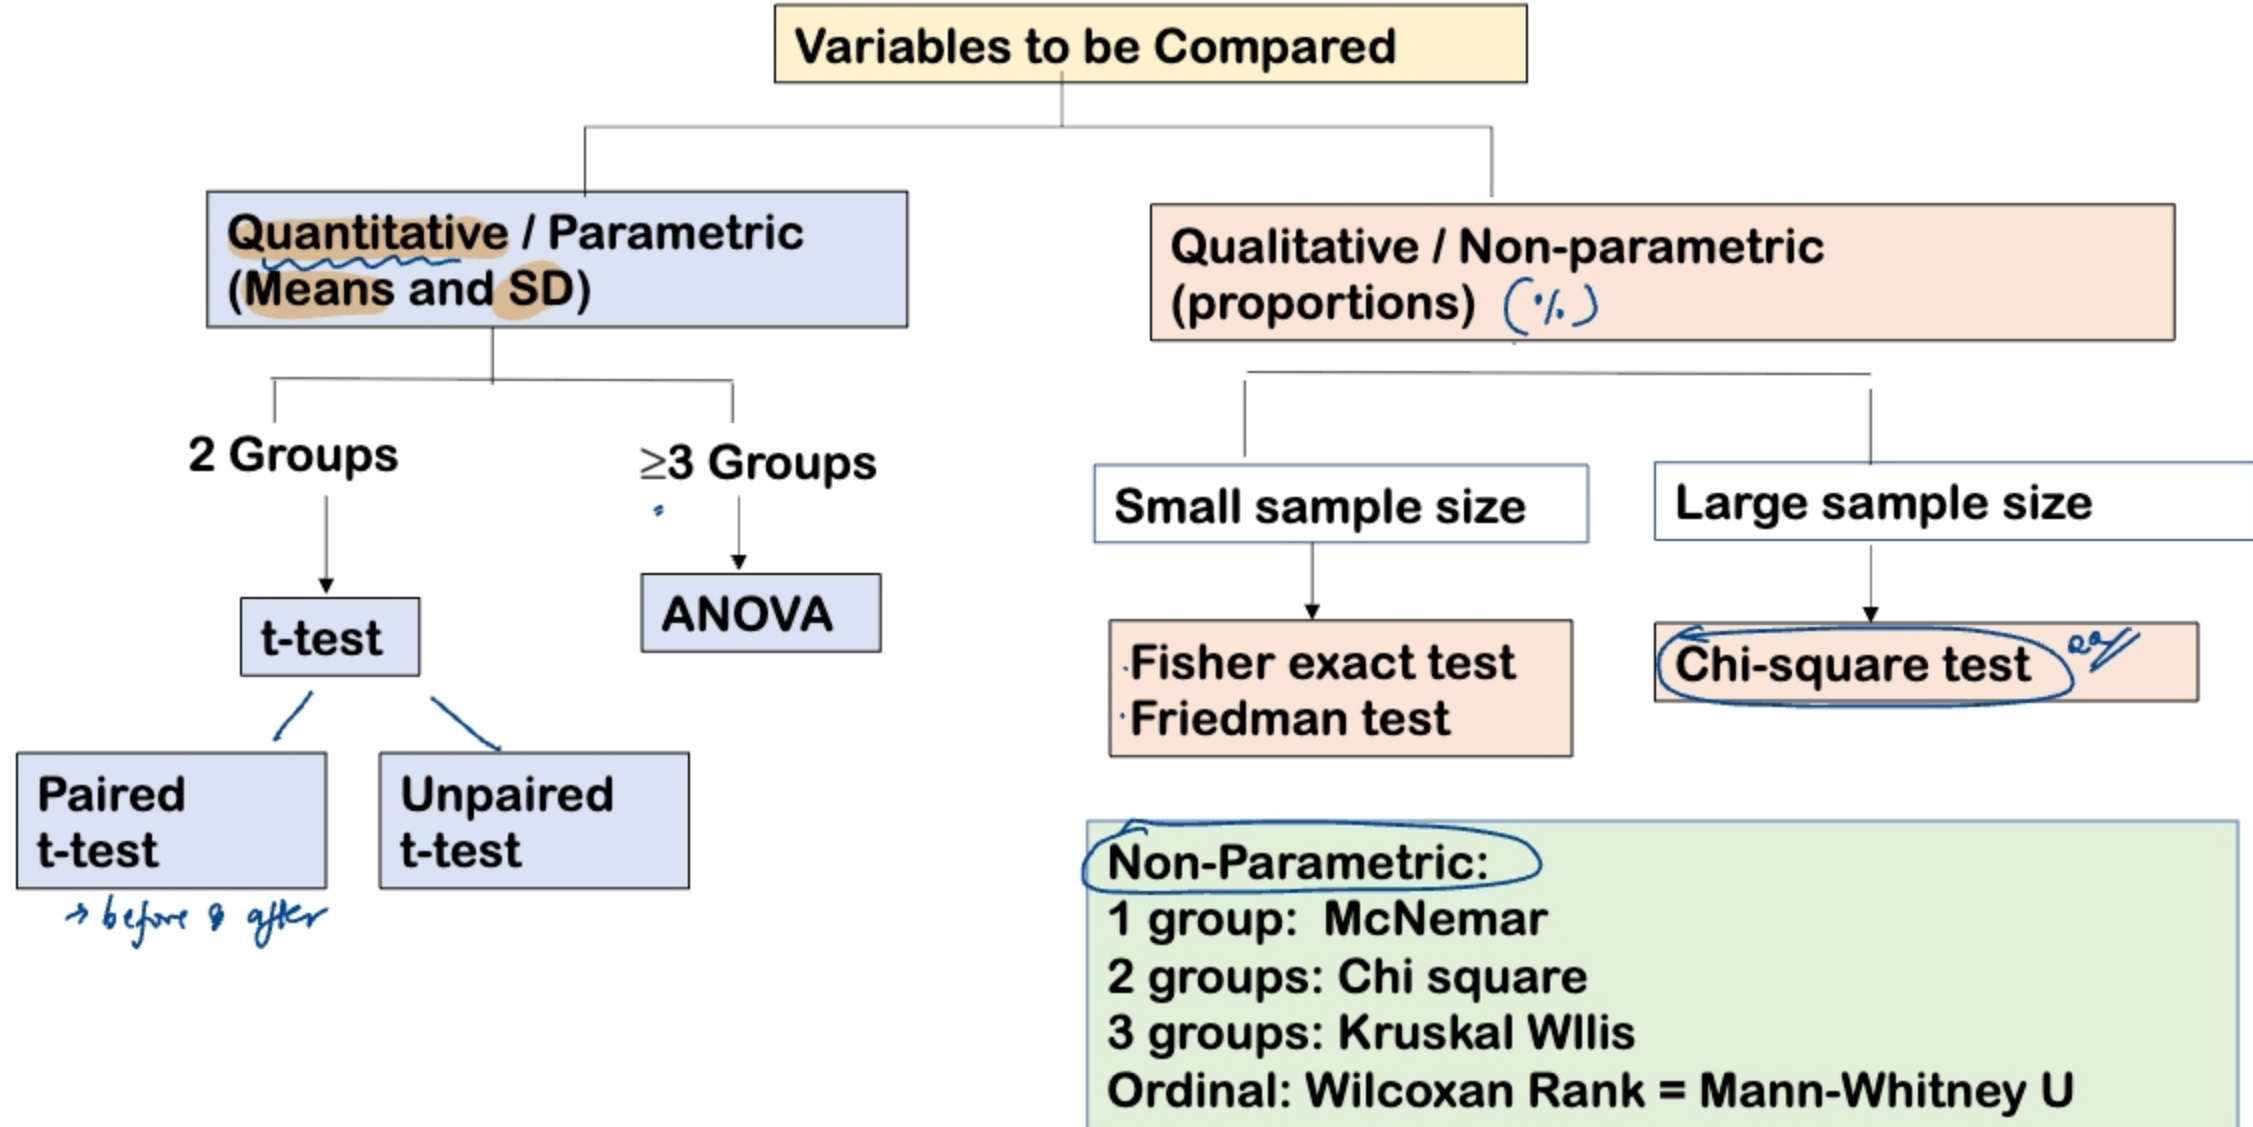 Variables to be Compared
Quantitative / Parametric
(Means and SD)
Qualitative / Non-parametric
(proportions) (%)
2 Groups
≥3 Groups
Small sample size
Large sample size
t-test
ANOVA
Fisher exact test
Friedman test
Chi-square test
Paired
t-test
Unpaired
t-test
→ before & after
Non-Parametric:
1 group: McNemar
2 groups: Chi square
3 groups: Kruskal Wllis
Ordinal: Wilcoxan Rank = Mann-Whitney U